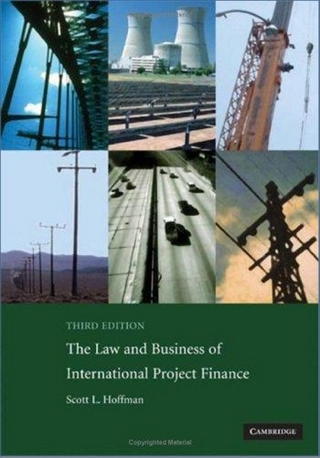 THIRD EDITION
The Law and Business of
International Project Finance
Scott L. Hoffman
CAMBRIDGE
Copyrighted Material